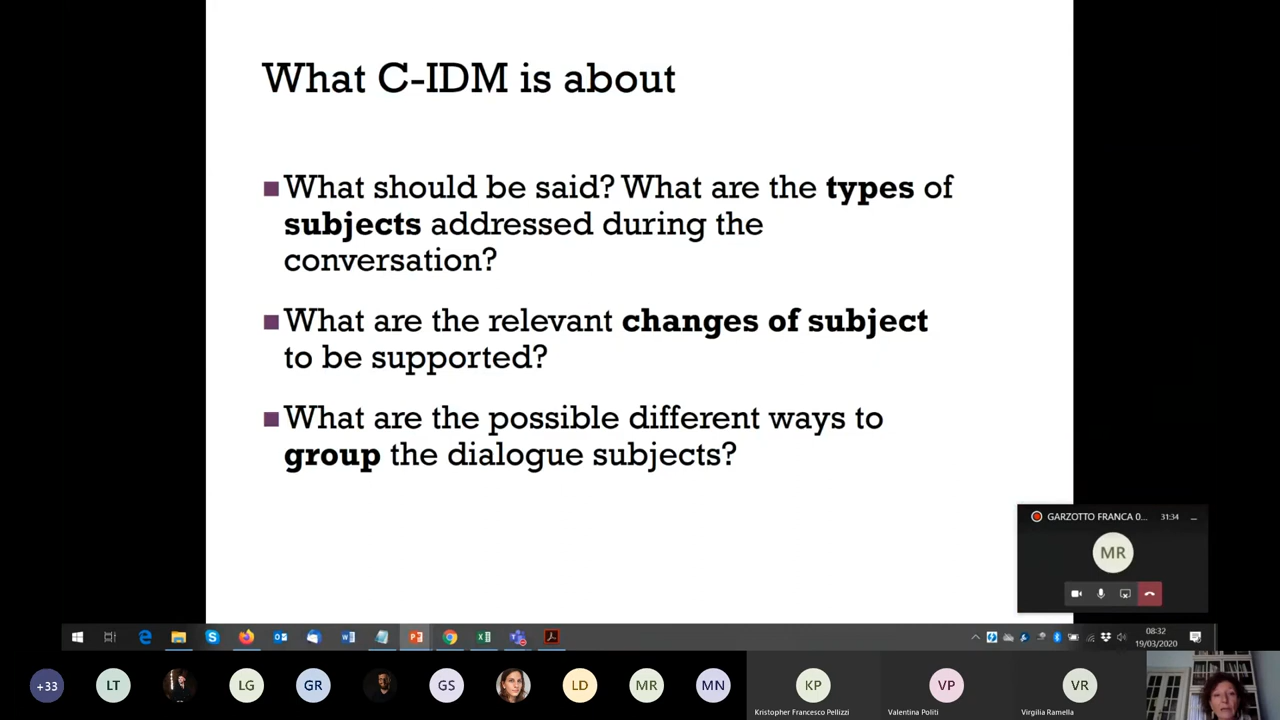 What C-IDM is about
■What should be said? What are the types of
subjects addressed during the
conversation?
■What are the relevant changes of subject
to be supported?
■What are the possible different ways to
group the dialogue subjects?
GARZOTTO FRANCA 0... 31:34
MR
08:32
19/03/2020
+33 LT LG GR GS LD MR MN KP VP VR
Kristopher Francesco Pellizzi Valentina Politi Virgilia Ramella